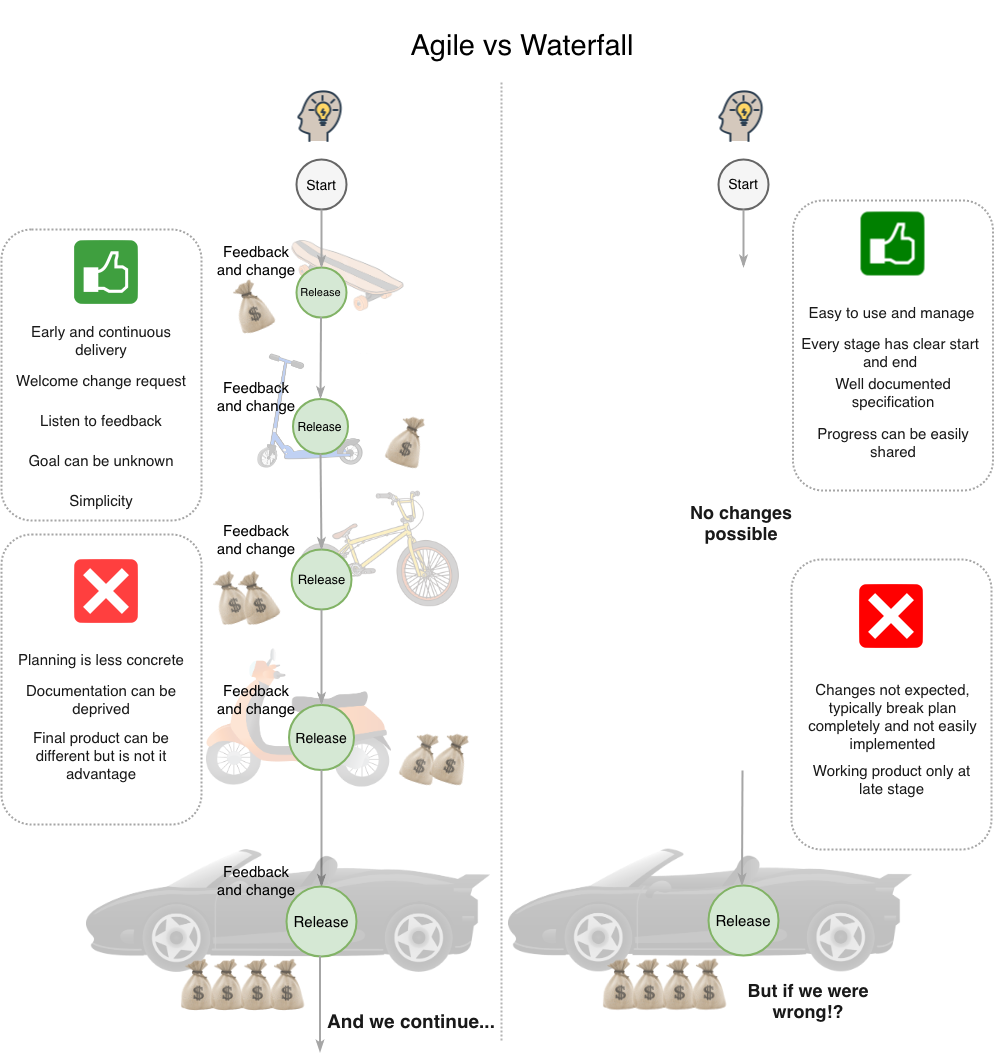 Agile vs Waterfall
Start
Feedback
and change
Release
$
Feedback
and change
Release
$
Feedback
and change
Release
$
$
Feedback
and change
Release
$
$
Feedback
and change
Release
$
$
$
$
And we continue...
Early and continuous
delivery
Welcome change request
Listen to feedback
Goal can be unknown
Simplicity
Planning is less concrete
Documentation can be
deprived
Final product can be
different but is not it
advantage
Start
Easy to use and manage
Every stage has clear start
and end
Well documented
specification
Progress can be easily
shared
No changes
possible
Changes not expected,
typically break plan
completely and not easily
implemented
Working product only at
late stage
Release
$
$
$
$
But if we were
wrong!?